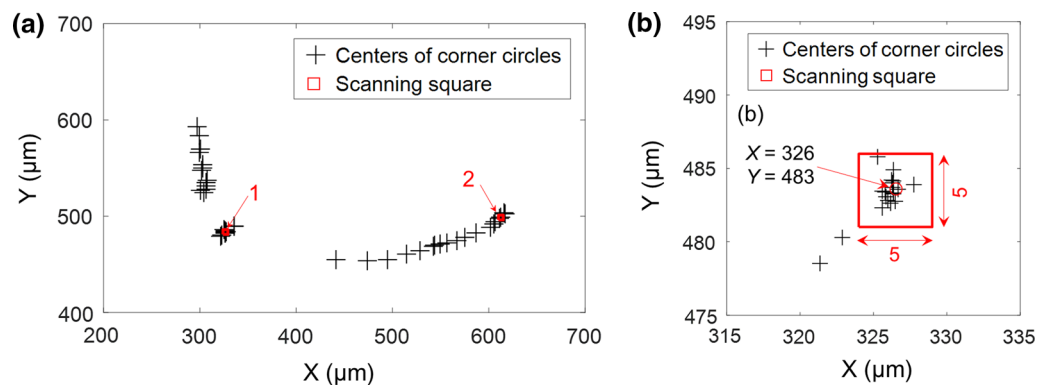 (a)
700
600
500
400
200
300
400
500
600
700
Y (µm)
X (µm)
Centers of corner circles
Scanning square
1
2
(b)
495
490
485
480
475
315
320
325
330
335
Y (µm)
X (µm)
Centers of corner circles
Scanning square
(b)
X = 326
Y = 483
5
5